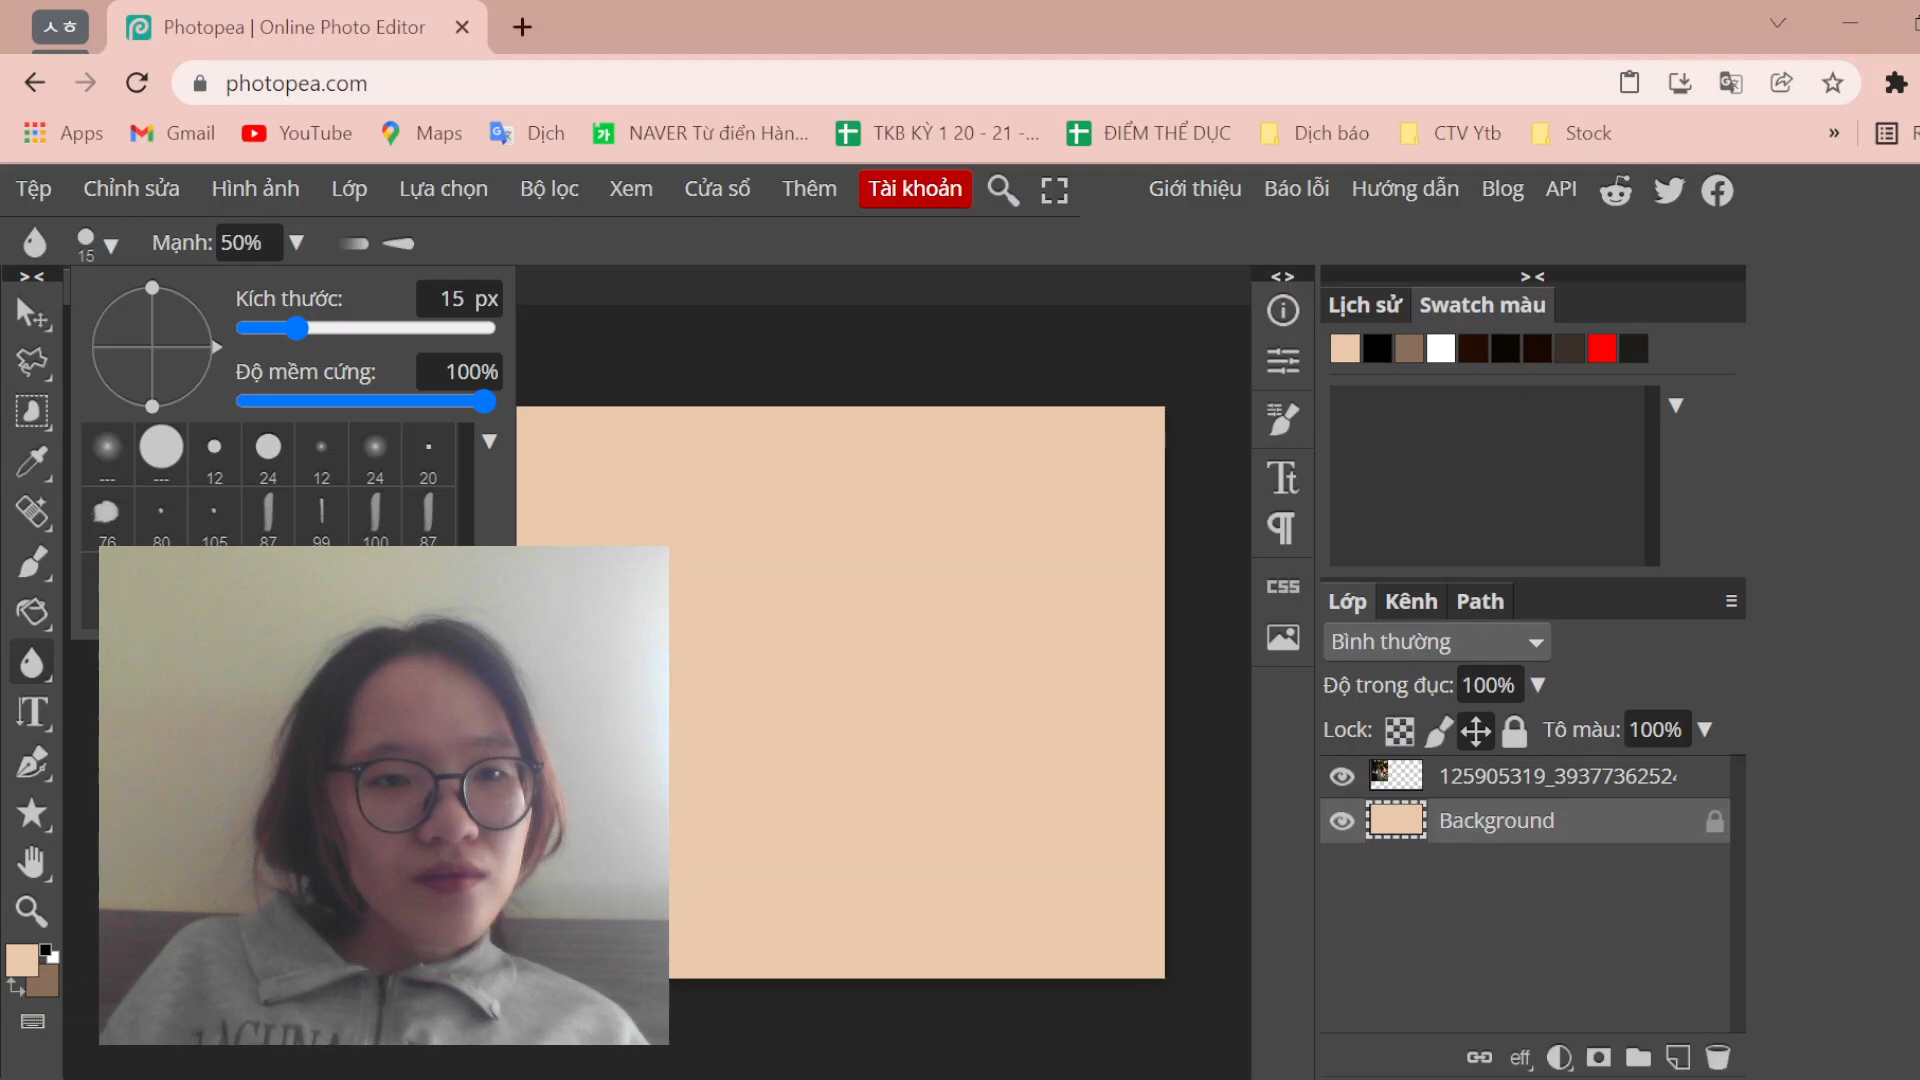 ㅅㅎ
Photopea | Online Photo Editor
photopea.com
Apps Gmail YouTube Maps Dịch NAVER Từ điển Hàn... TKB KỲ 1 20 - 21 -... ĐIỂM THỂ DỤC Dịch báo CTV Ytb Stock »
Tệp Chỉnh sửa Hình ảnh Lớp Lựa chọn Bộ lọc Xem Cửa sổ Thêm Tài khoản Giới thiệu Báo lỗi Hướng dẫn Blog API
15 Mạnh: 50%
Kích thước: 15 px
Độ mềm cứng: 100%
--- --- 12 24 12 24 20
76 80 105 87 99 100 87
Lịch sử Swatch màu
CSS
Lớp Kênh Path
Bình thường
Độ trong đục: 100%
Lock: Tô màu: 100%
125905319_3937736252
Background
eff